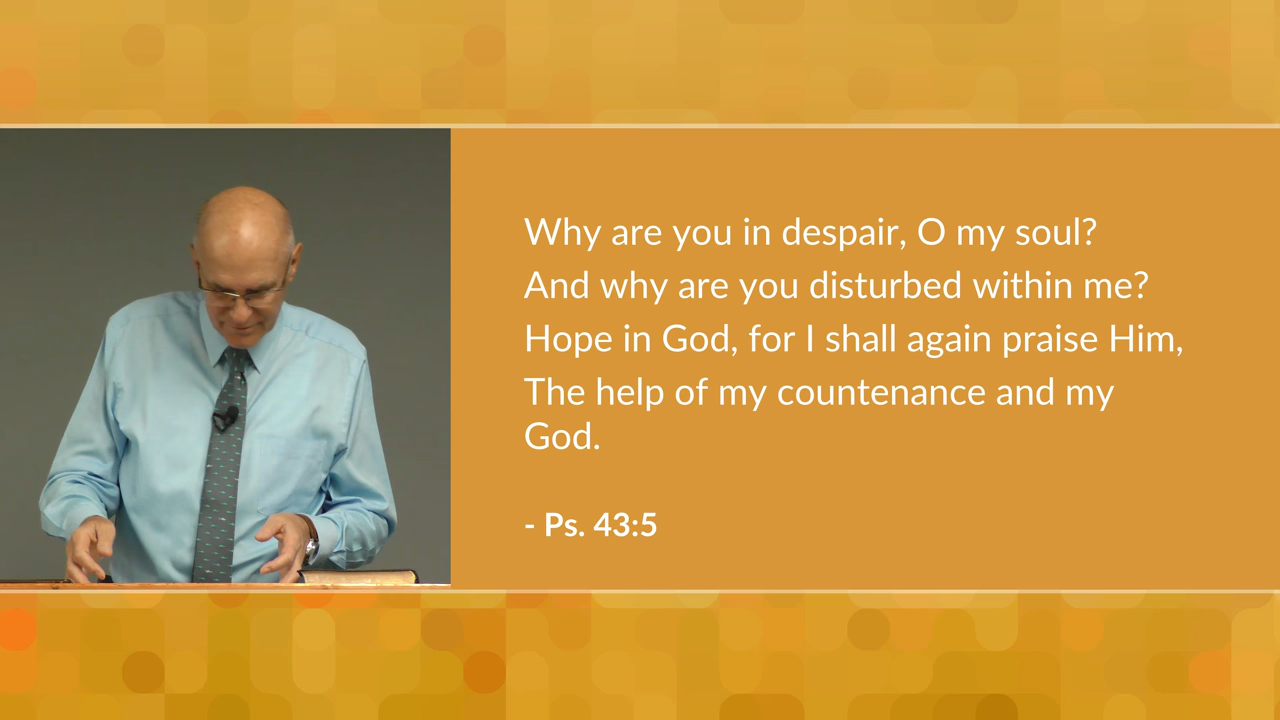 Why are you in despair, O my soul?
And why are you disturbed within me?
Hope in God, for I shall again praise Him,
The help of my countenance and my
God.
- Ps. 43:5